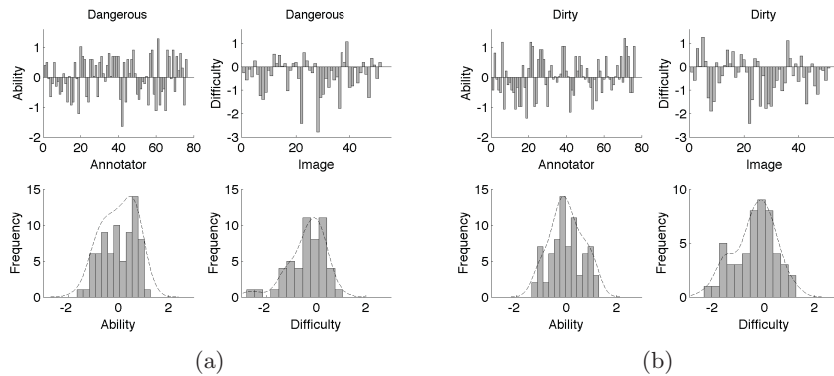 Dangerous
Ability
1
0
-1
-2
0 20 40 60 80
Annotator
Dangerous
Difficulty
1
0
-1
-2
-3
0 20 40
Image
Frequency
15
10
5
0
-2 0 2
Ability
Frequency
15
10
5
0
-2 0 2
Difficulty
(a)
Dirty
Ability
1
0
-1
-2
0 20 40 60 80
Annotator
Dirty
Difficulty
1
0
-1
-2
-3
0 20 40
Image
Frequency
15
10
5
0
-2 0 2
Ability
Frequency
10
5
0
-2 0 2
Difficulty
(b)